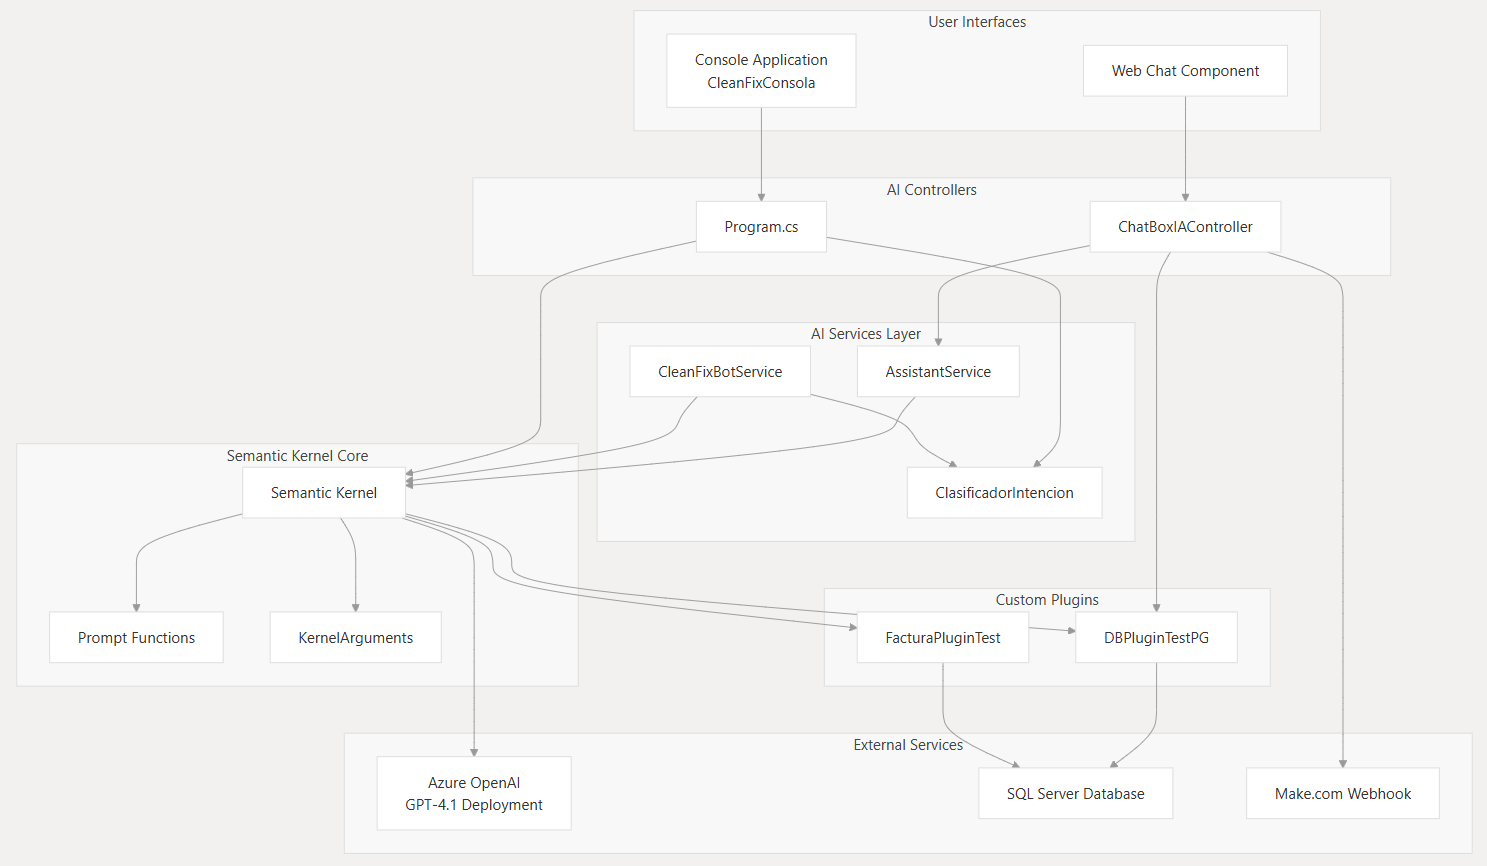 User Interfaces
Console Application
CleanFixConsola
Web Chat Component
AI Controllers
Program.cs
ChatBoxIAController
AI Services Layer
CleanFixBotService
AssistantService
ClasificadorIntencion
Semantic Kernel Core
Semantic Kernel
Prompt Functions
KernelArguments
Custom Plugins
FacturaPluginTest
DBPluginTestPG
External Services
Azure OpenAI
GPT-4.1 Deployment
SQL Server Database
Make.com Webhook